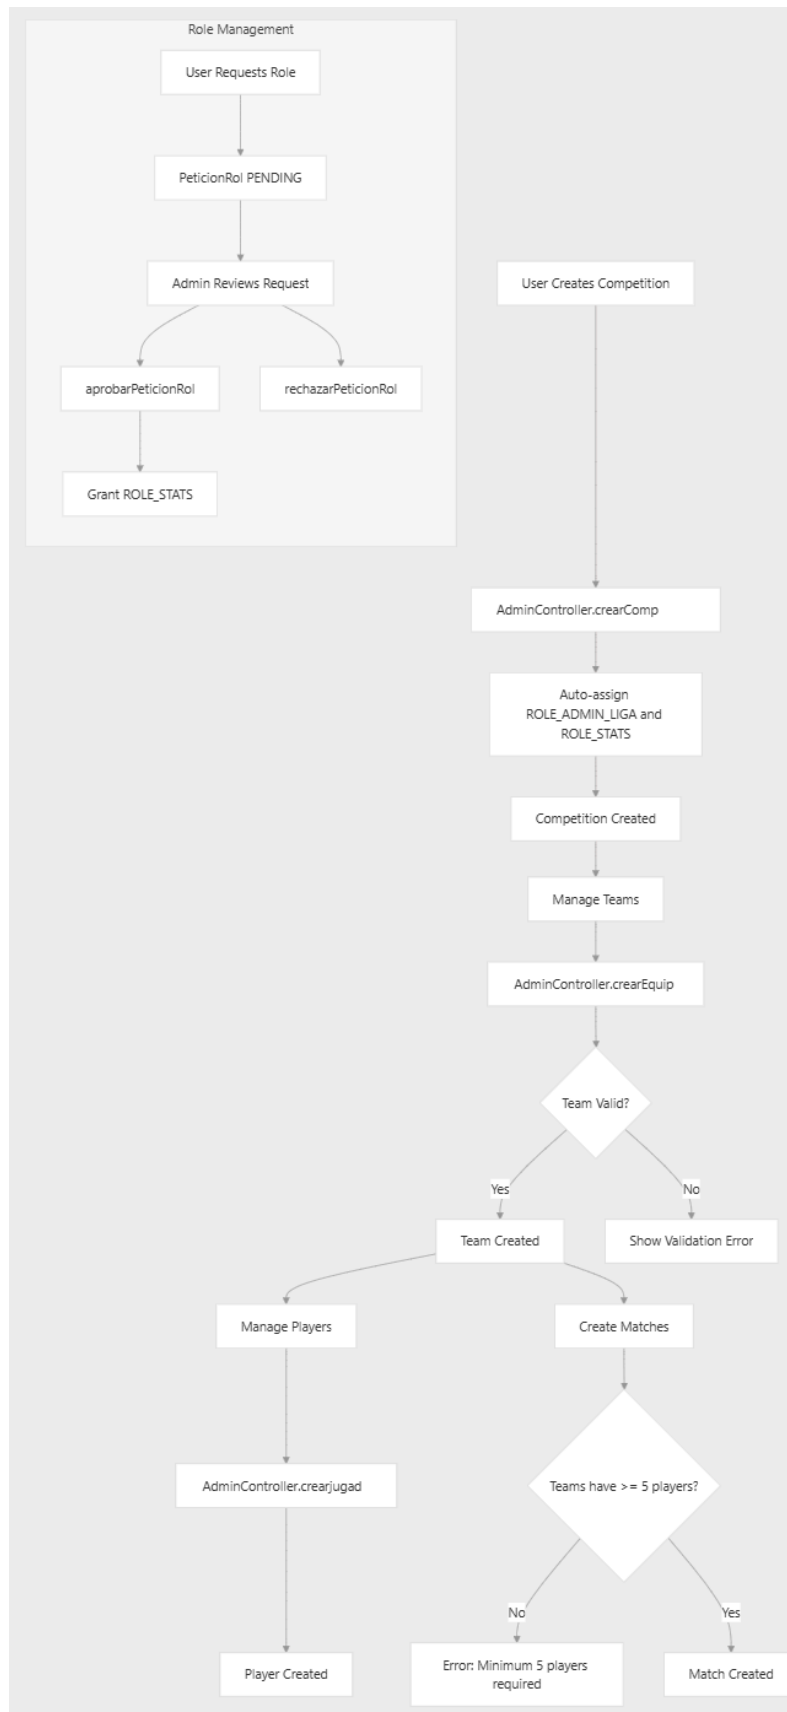 Role Management
User Requests Role
PeticionRol PENDING
Admin Reviews Request
User Creates Competition
aprobarPeticionRol
rechazarPeticionRol
Grant ROLE_STATS
AdminController.crearComp
Auto-assign
ROLE_ADMIN_LIGA and
ROLE_STATS
Competition Created
Manage Teams
AdminController.crearEquip
Team Valid?
Yes
No
Team Created
Show Validation Error
Manage Players
Create Matches
AdminController.crearjugad
Teams have >= 5 players?
No
Yes
Player Created
Error: Minimum 5 players
required
Match Created